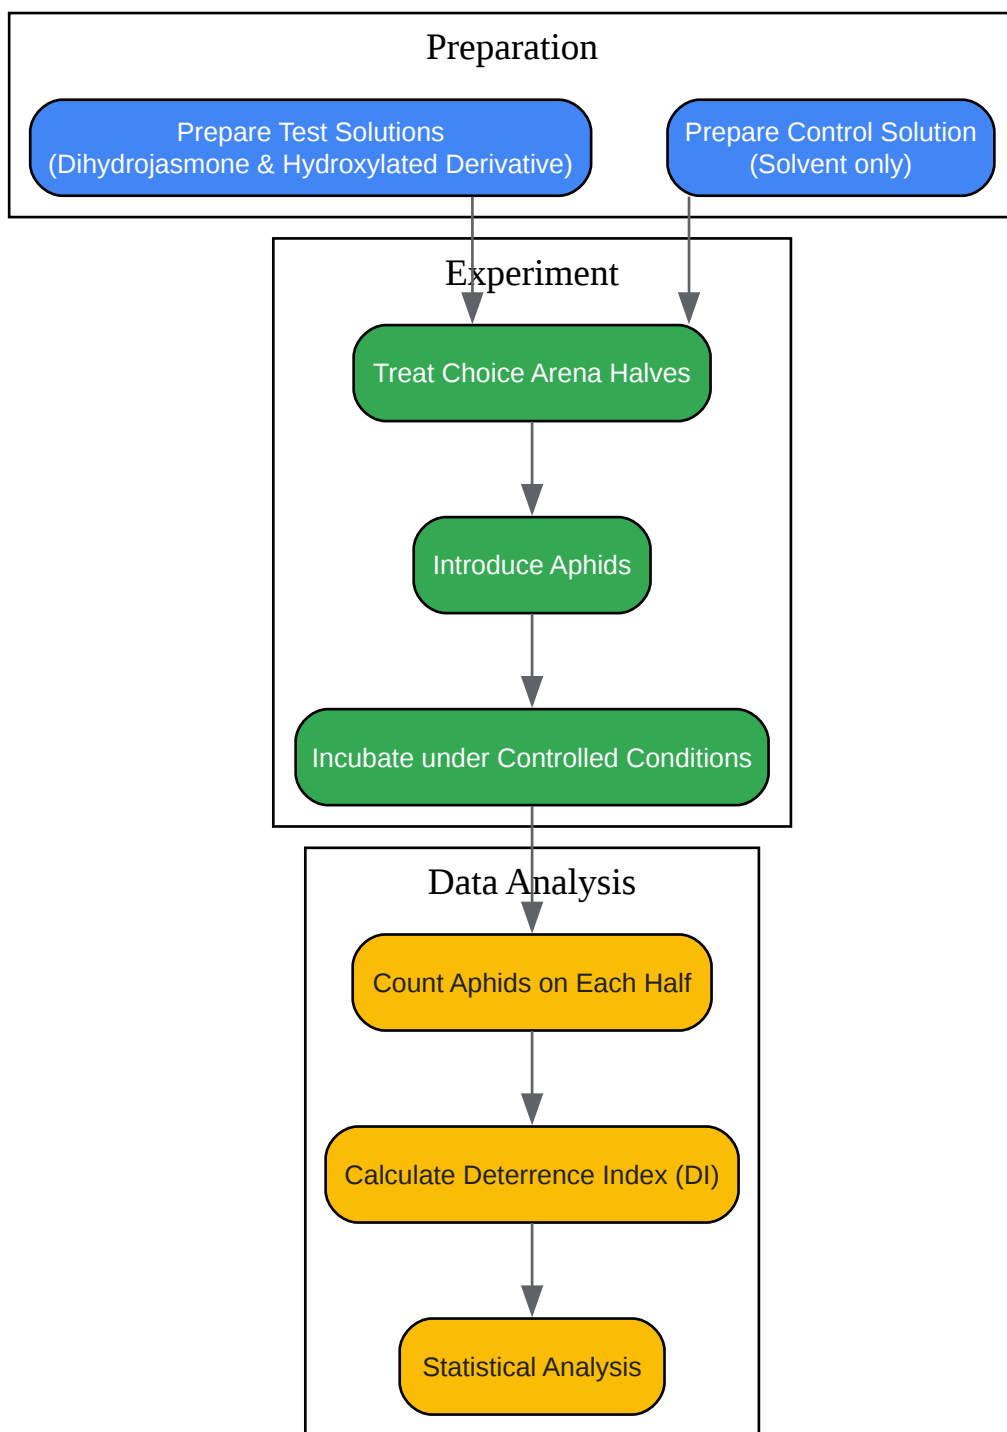 Preparation
Prepare Test Solutions
(Dihydrojasmone & Hydroxylated Derivative)
Prepare Control Solution
(Solvent only)
Experiment
Treat Choice Arena Halves
Introduce Aphids
Incubate under Controlled Conditions
Data Analysis
Count Aphids on Each Half
Calculate Deterrence Index (DI)
Statistical Analysis